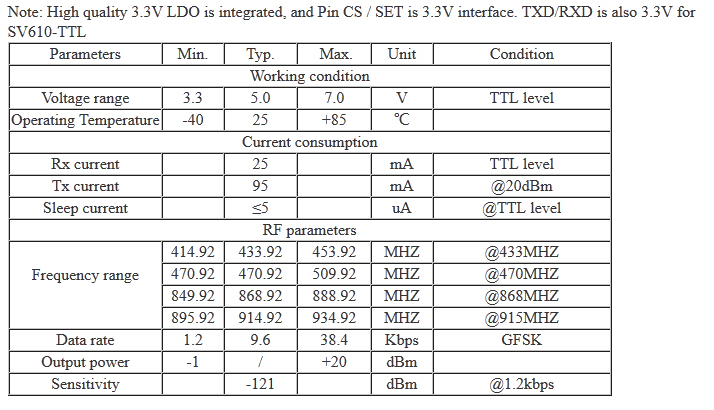 Note: High quality 3.3V LDO is integrated, and Pin CS / SET is 3.3V interface. TXD/RXD is also 3.3V for
SV610-TTL
Parameters Min. Typ. Max. Unit Condition
Working condition
Voltage range 3.3 5.0 7.0 V TTL level
Operating Temperature -40 25 +85 ℃
Current consumption
Rx current 25 mA TTL level
Tx current 95 mA @20dBm
Sleep current ≤5 uA @TTL level
RF parameters
Frequency range 414.92 433.92 453.92 MHZ @433MHZ
470.92 470.92 509.92 MHZ @470MHZ
849.92 868.92 888.92 MHZ @868MHZ
895.92 914.92 934.92 MHZ @915MHZ
Data rate 1.2 9.6 38.4 Kbps GFSK
Output power -1 / +20 dBm
Sensitivity -121 dBm @1.2kbps